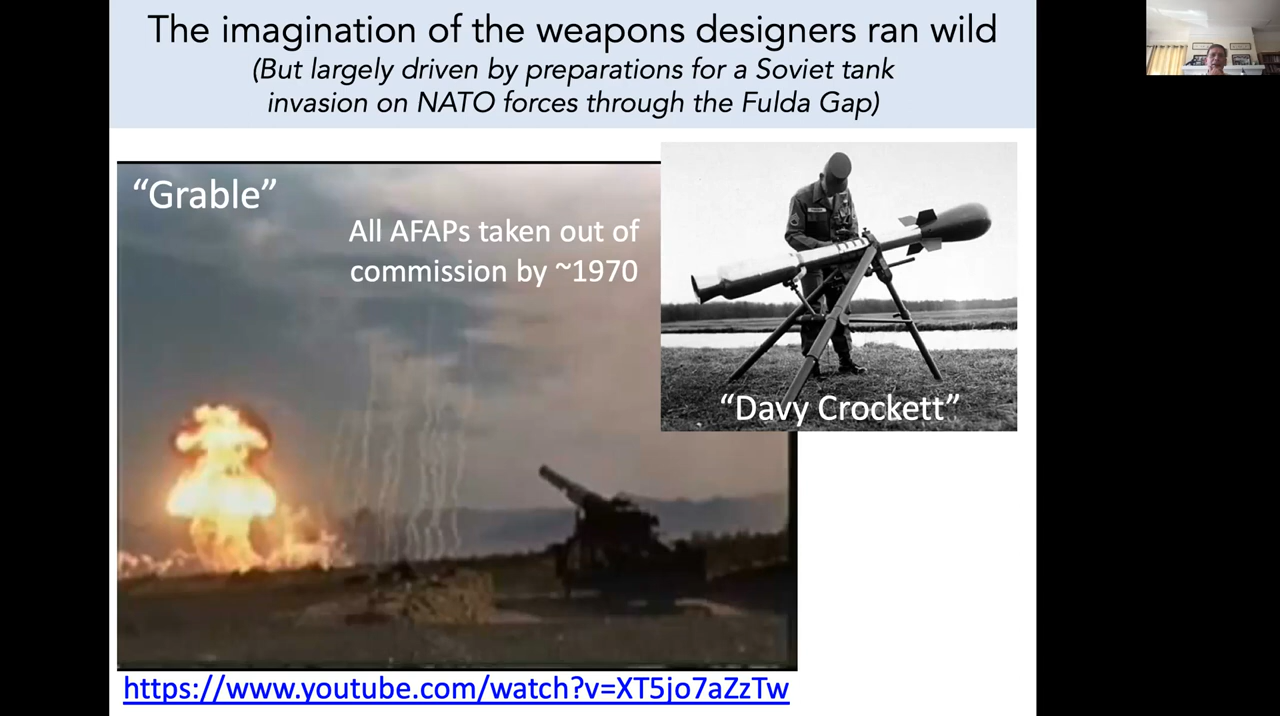 The imagination of the weapons designers ran wild
(But largely driven by preparations for a Soviet tank
invasion on NATO forces through the Fulda Gap)
“Grable”
All AFAPs taken out of
commission by ~1970
“Davy Crockett”
https://www.youtube.com/watch?v=XT5jo7aZzTw